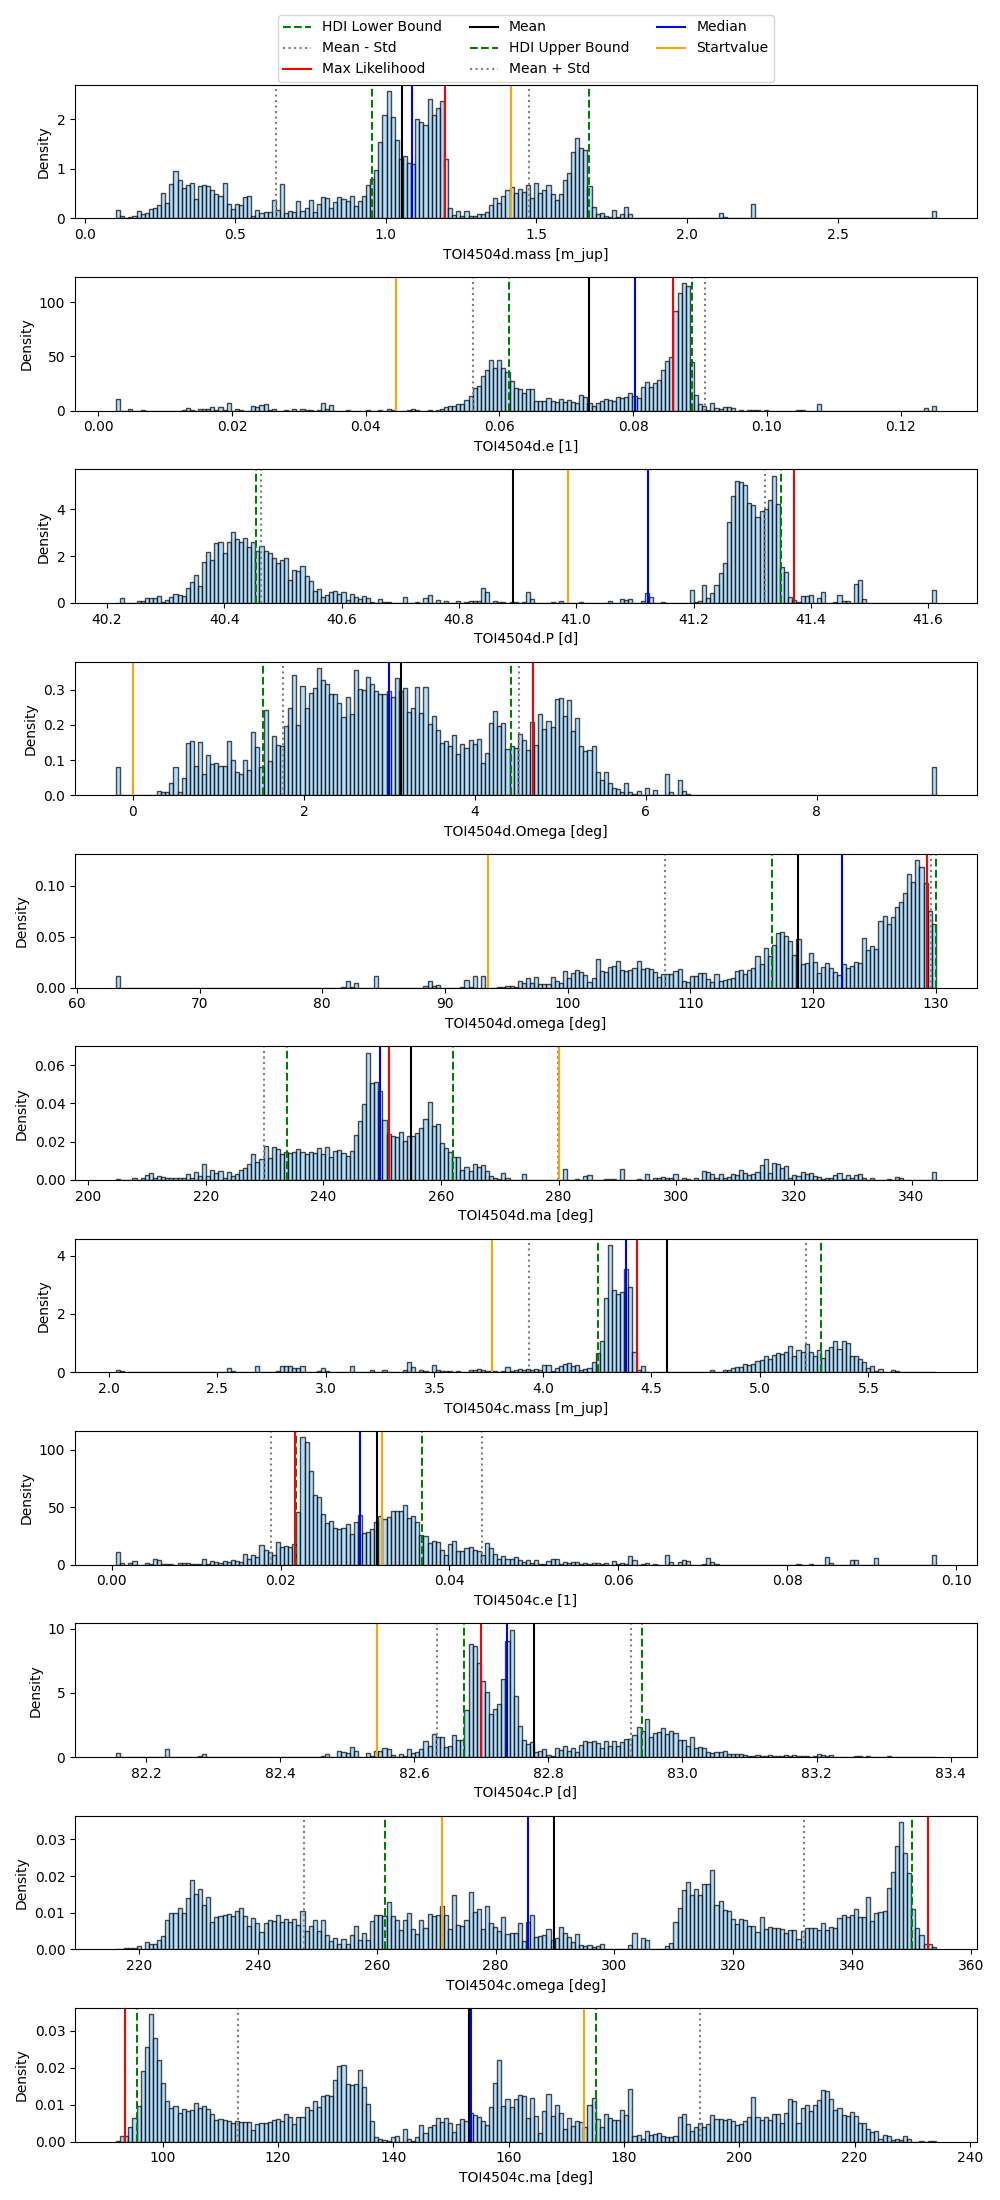 HDI Lower Bound Mean Median
Mean - Std HDI Upper Bound Startvalue
Max Likelihood Mean + Std
Density
2
1
0
0.0 0.5 1.0 1.5 2.0 2.5
TOI4504d.mass [m_jup]
Density
100
50
0
0.00 0.02 0.04 0.06 0.08 0.10 0.12
TOI4504d.e [1]
Density
4
2
0
40.2 40.4 40.6 40.8 41.0 41.2 41.4 41.6
TOI4504d.P [d]
Density
0.3
0.2
0.1
0.0
0 2 4 6 8
TOI4504d.Omega [deg]
Density
0.10
0.05
0.00
60 70 80 90 100 110 120 130
TOI4504d.omega [deg]
Density
0.06
0.04
0.02
0.00
200 220 240 260 280 300 320 340
TOI4504d.ma [deg]
Density
4
2
0
2.0 2.5 3.0 3.5 4.0 4.5 5.0 5.5
TOI4504c.mass [m_jup]
Density
100
50
0
0.00 0.02 0.04 0.06 0.08 0.10
TOI4504c.e [1]
Density
10
5
0
82.2 82.4 82.6 82.8 83.0 83.2 83.4
TOI4504c.P [d]
Density
0.03
0.02
0.01
0.00
220 240 260 280 300 320 340 360
TOI4504c.omega [deg]
Density
0.03
0.02
0.01
0.00
100 120 140 160 180 200 220 240
TOI4504c.ma [deg]